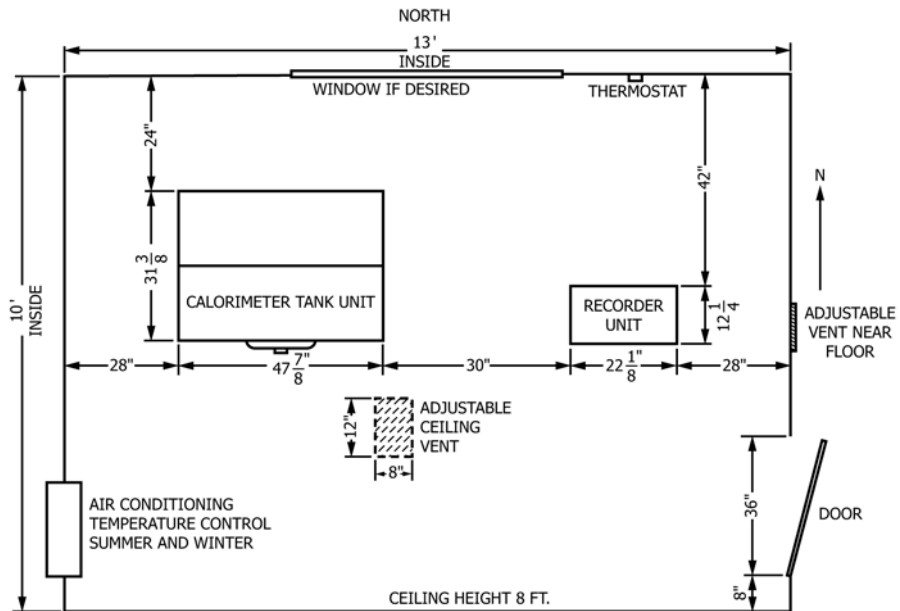 NORTH
13'
INSIDE
WINDOW IF DESIRED
THERMOSTAT
24"
42"
N
31 3/8
CALORIMETER TANK UNIT
RECORDER
UNIT
12 1/4
ADJUSTABLE
VENT NEAR
FLOOR
10'
INSIDE
28"
47 7/8"
30"
22 1/8"
28"
12"
ADJUSTABLE
CEILING
VENT
8"
AIR CONDITIONING
TEMPERATURE CONTROL
SUMMER AND WINTER
36"
DOOR
8"
CEILING HEIGHT 8 FT.